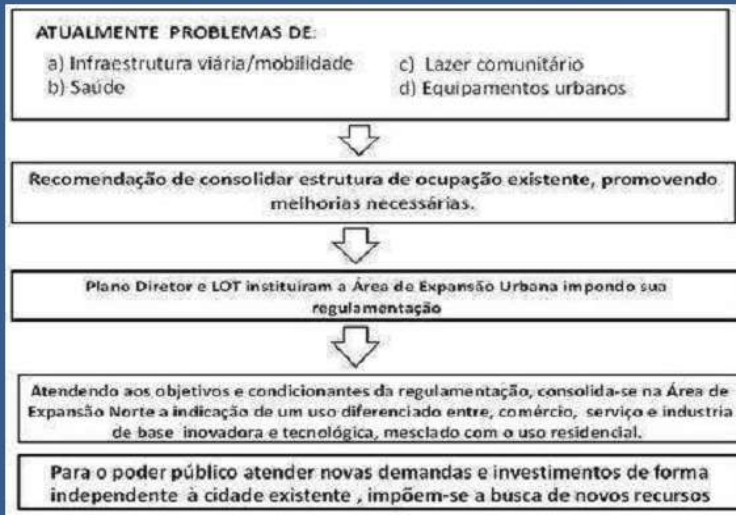 ATUALMENTE PROBLEMAS DE:
a) Infraestrutura viária/mobilidade
c) Lazer comunitário
b) Saúde
d) Equipamentos urbanos
Recomendação de consolidar estrutura de ocupação existente, promovendo
melhorias necessárias.
Plano Diretor e LOT instituíram a Área de Expansão Urbana impondo sua
regulamentação
Atendendo aos objetivos e condicionantes da regulamentação, consolida-se na Área de
Expansão Norte a indicação de um uso diferenciado entre, comércio, serviço e industria
de base inovadora e tecnológica, mesclado com o uso residencial.
Para o poder público atender novas demandas e investimentos de forma
independente à cidade existente , impõem-se a busca de novos recursos